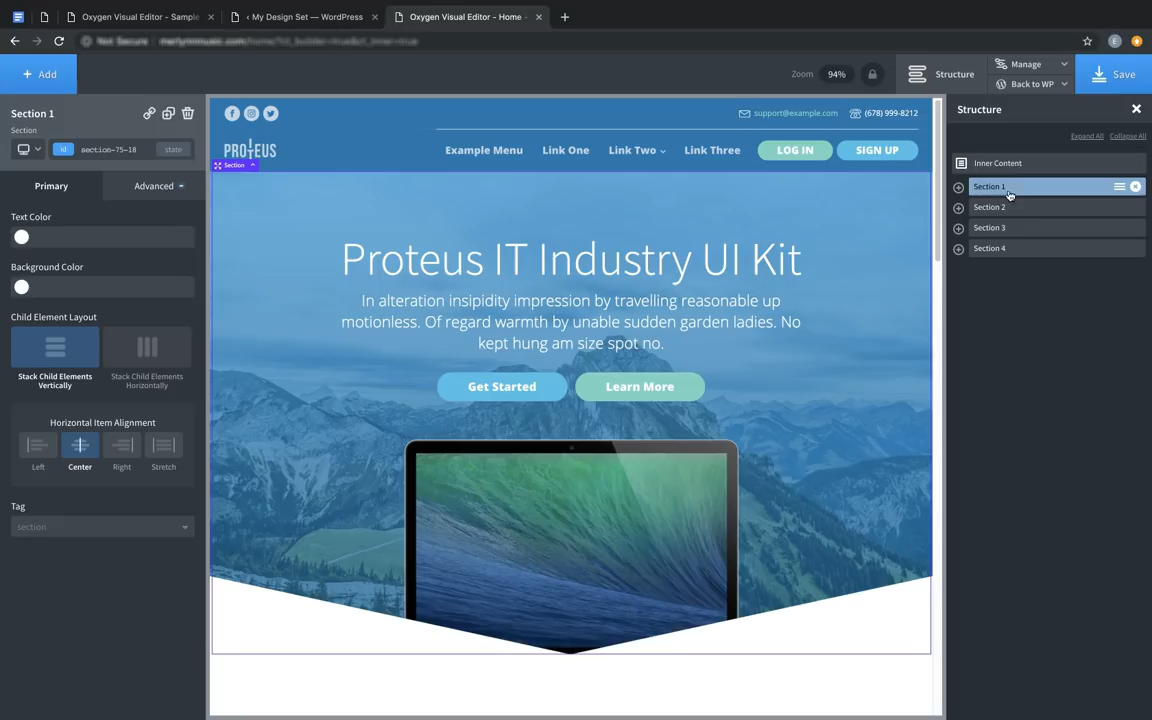 Oxygen Visual Editor - Sample
‹ My Design Set — WordPress
Oxygen Visual Editor - Home -
Not Secure
E
+ Add
Zoom
94%
Structure
Manage
Back to WP
Save
Section 1
Section
id
section-75-18
state
Primary
Advanced
Text Color
Background Color
Child Element Layout
Stack Child Elements
Vertically
Stack Child Elements
Horizontally
Horizontal Item Alignment
Left
Center
Right
Stretch
Tag
section
support@example.com
(678) 999-8212
PROTEUS
Example Menu
Link One
Link Two
Link Three
LOG IN
SIGN UP
Section
Proteus IT Industry UI Kit
In alteration insipidity impression by travelling reasonable up
motionless. Of regard warmth by unable sudden garden ladies. No
kept hung am size spot no.
Get Started
Learn More
Structure
Expand All
Collapse All
Inner Content
Section 1
Section 2
Section 3
Section 4